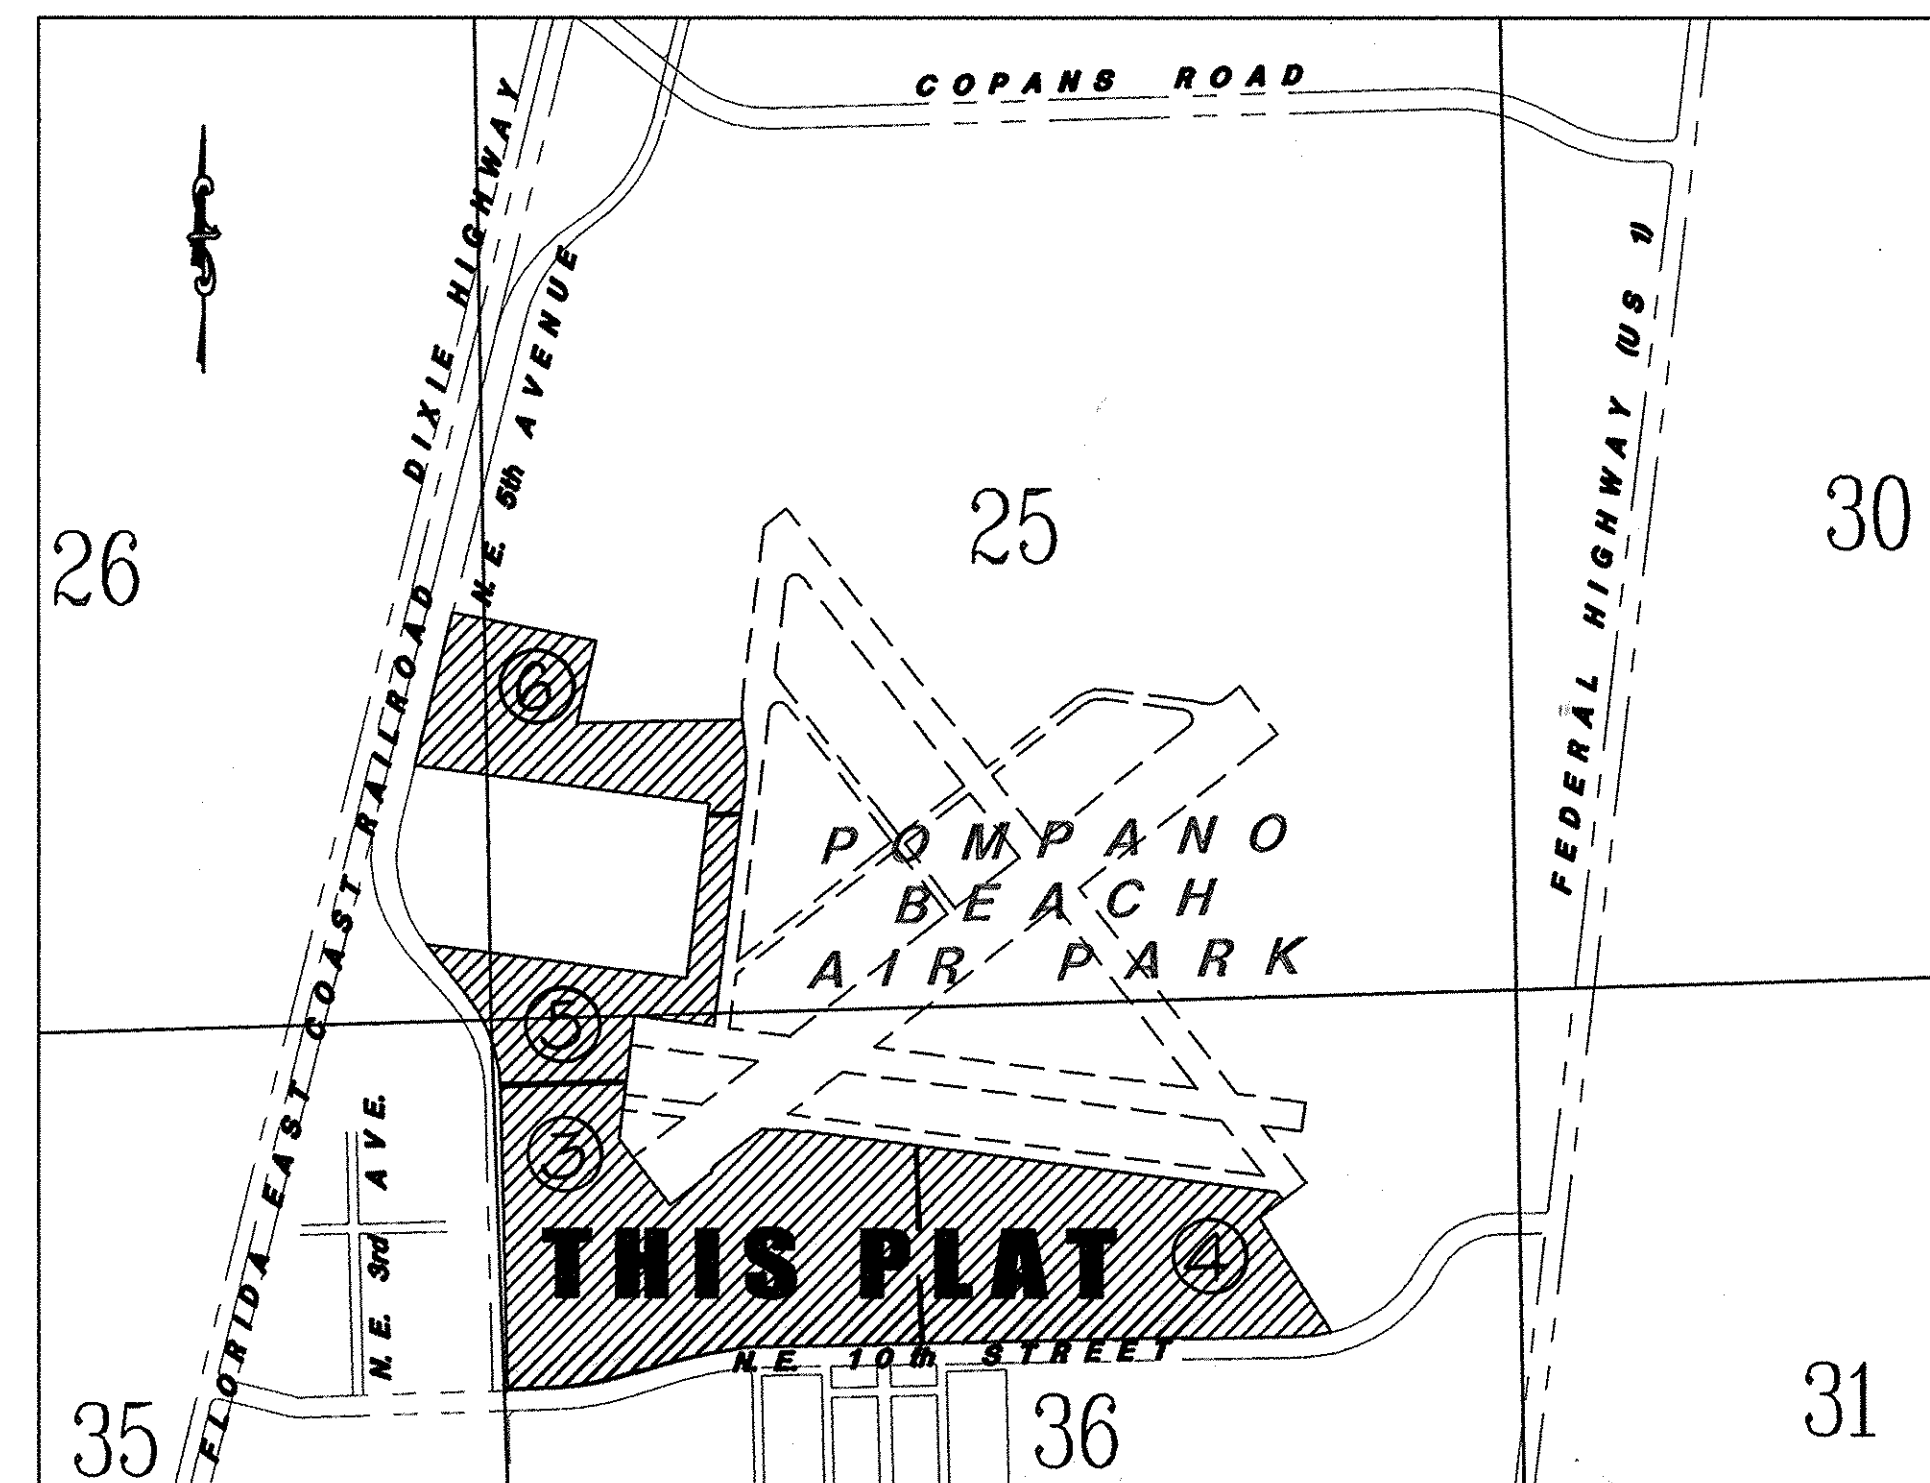 COPANS ROAD
DIXIE HIGHWAY
N.E. 5th AVENUE
FEDERAL HIGHWAY (US 1)
25
30
26
6
FLORIDA EAST COAST RAILROAD
POMPANO
BEACH
AIR PARK
5
3
N.E. 3rd AVE.
THIS PLAT
4
N.E. 10th STREET
35
36
31